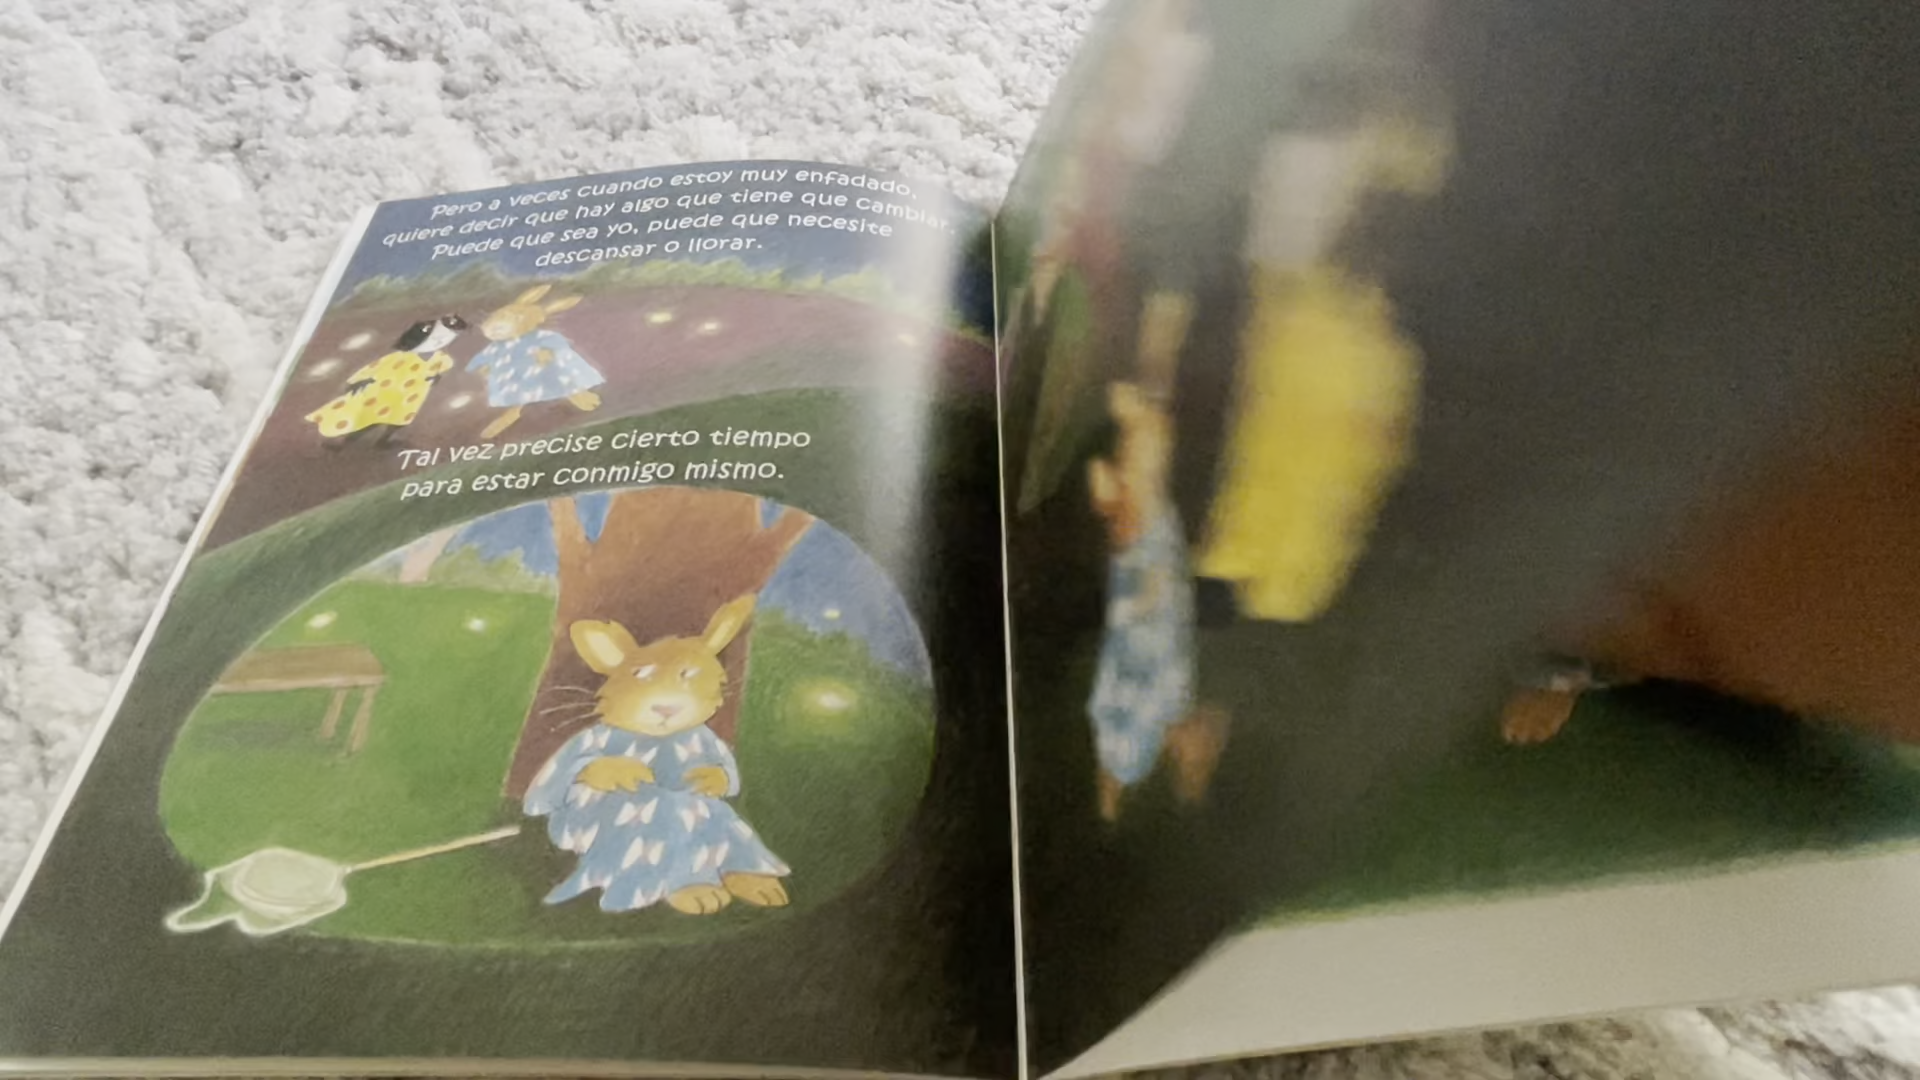 Pero a veces cuando estoy muy enfadado,
quiere decir que hay algo que tiene que cambiar.
Puede que sea yo, puede que necesite
descansar o llorar.
Tal vez precise cierto tiempo
para estar conmigo mismo.